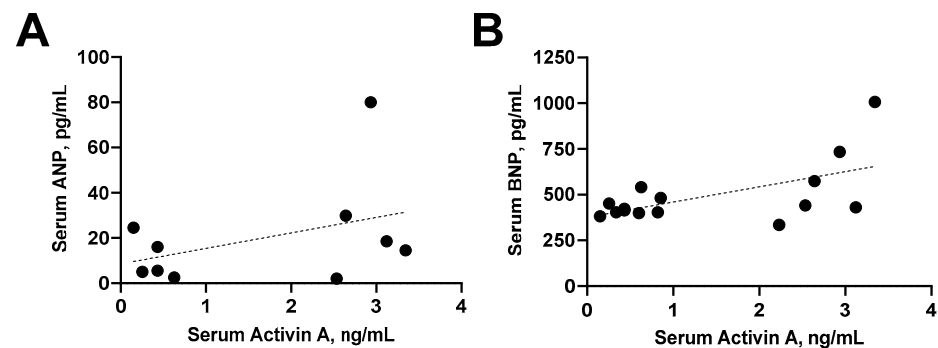 A
Serum ANP, pg/mL
100
80
60
40
20
0
0 1 2 3 4
Serum Activin A, ng/mL
B
Serum BNP, pg/mL
1250
1000
750
500
250
0
0 1 2 3 4
Serum Activin A, ng/mL